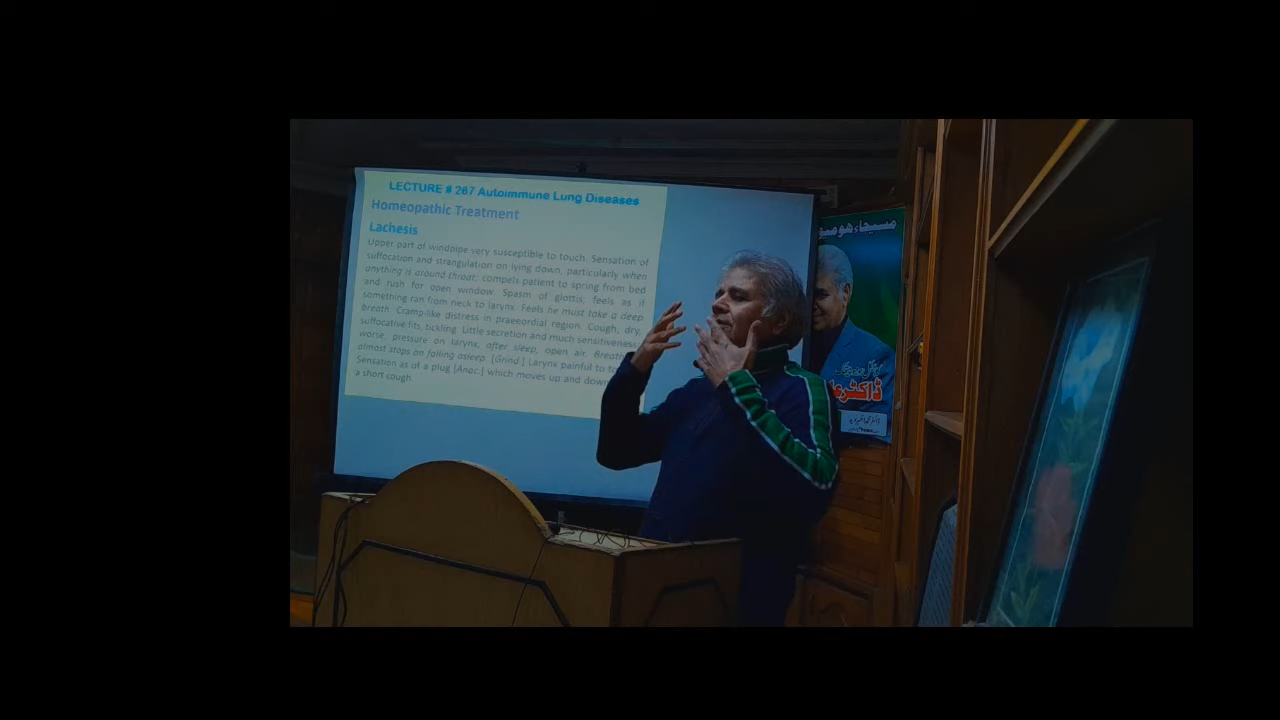 LECTURE # 267 Autoimmune Lung Diseases
Homeopathic Treatment
Lachesis
Upper part of windpipe very susceptible to touch. Sensation of
suffocation and strangulation on lying down, particularly when
anything is around throat; compels patient to spring from bed
and rush for open window. Spasm of glottis; feels as if
something ran from neck to larynx. Feels he must take a deep
breath. Cramp-like distress in præcordial region. Cough, dry,
suffocative fits, tickling. Little secretion and much sensitiveness
worse, pressure on larynx, after sleep, open air.
almost stops on falling asleep. [Grind.] Larynx painful to
Sensation as of a plug [Anac.] which moves up and down
a short cough.
مسیحاء ھومیو
ڈاکٹر